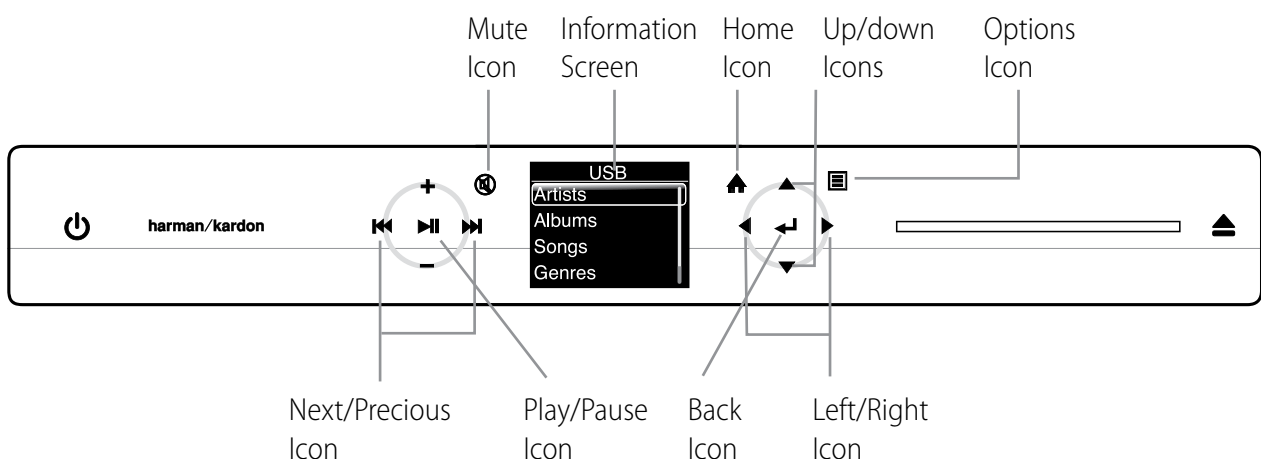 Mute Icon
Information Screen
Home Icon
Up/down Icons
Options Icon
USB
Artists
Albums
Songs
Genres
harman/kardon
Next/Precious Icon
Play/Pause Icon
Back Icon
Left/Right Icon